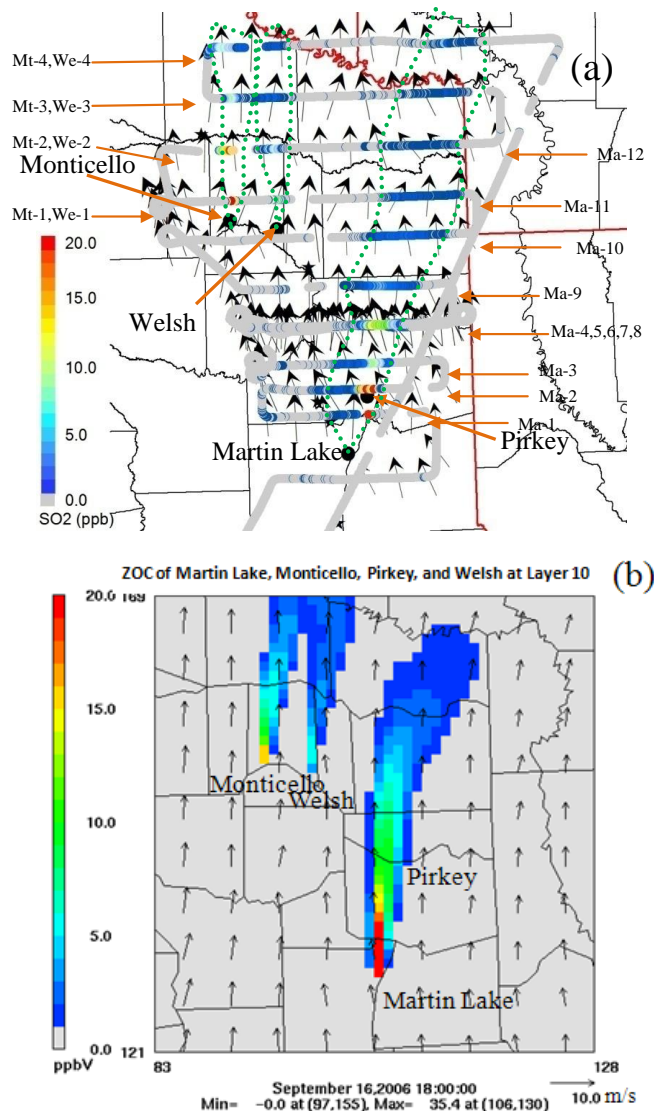 (a)
Mt-4,We-4
Mt-3,We-3
Mt-2,We-2
Monticello
Ma-12
Mt-1,We-1
Ma-11
20.0
Ma-10
15.0
Welsh
Ma-9
10.0
Ma-4,5,6,7,8
Ma-3
5.0
Ma-2
Ma-1
Martin Lake
Pirkey
0.0
SO2 (ppb)
(b)
ZOC of Martin Lake, Monticello, Pirkey, and Welsh at Layer 10
20.0
169
15.0
Monticello
Welsh
10.0
Pirkey
5.0
Martin Lake
0.0
121
ppbV
83
128
September 16,2006 18:00:00
10.0 m/s
Min= -0.0 at (97,155), Max= 35.4 at (106,130)